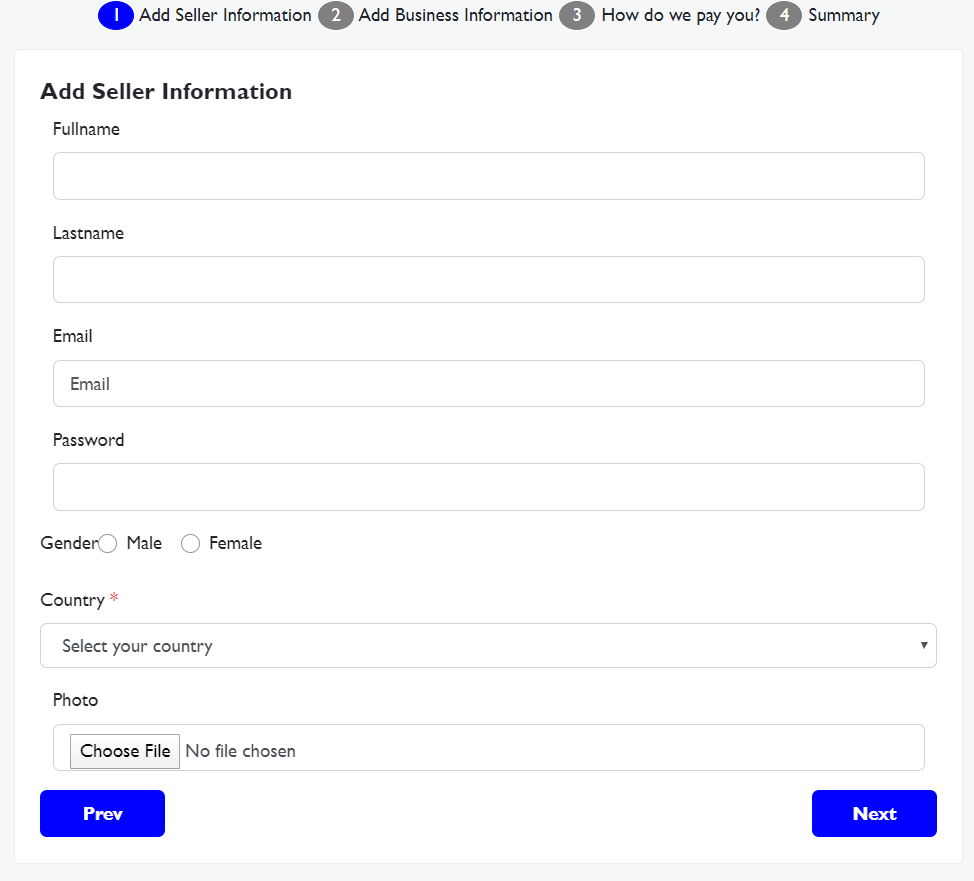 1 Add Seller Information 2 Add Business Information 3 How do we pay you? 4 Summary
Add Seller Information
Fullname
Lastname
Email
Email
Password
Gender Male Female
Country *
Select your country
Photo
Choose File No file chosen
Prev Next